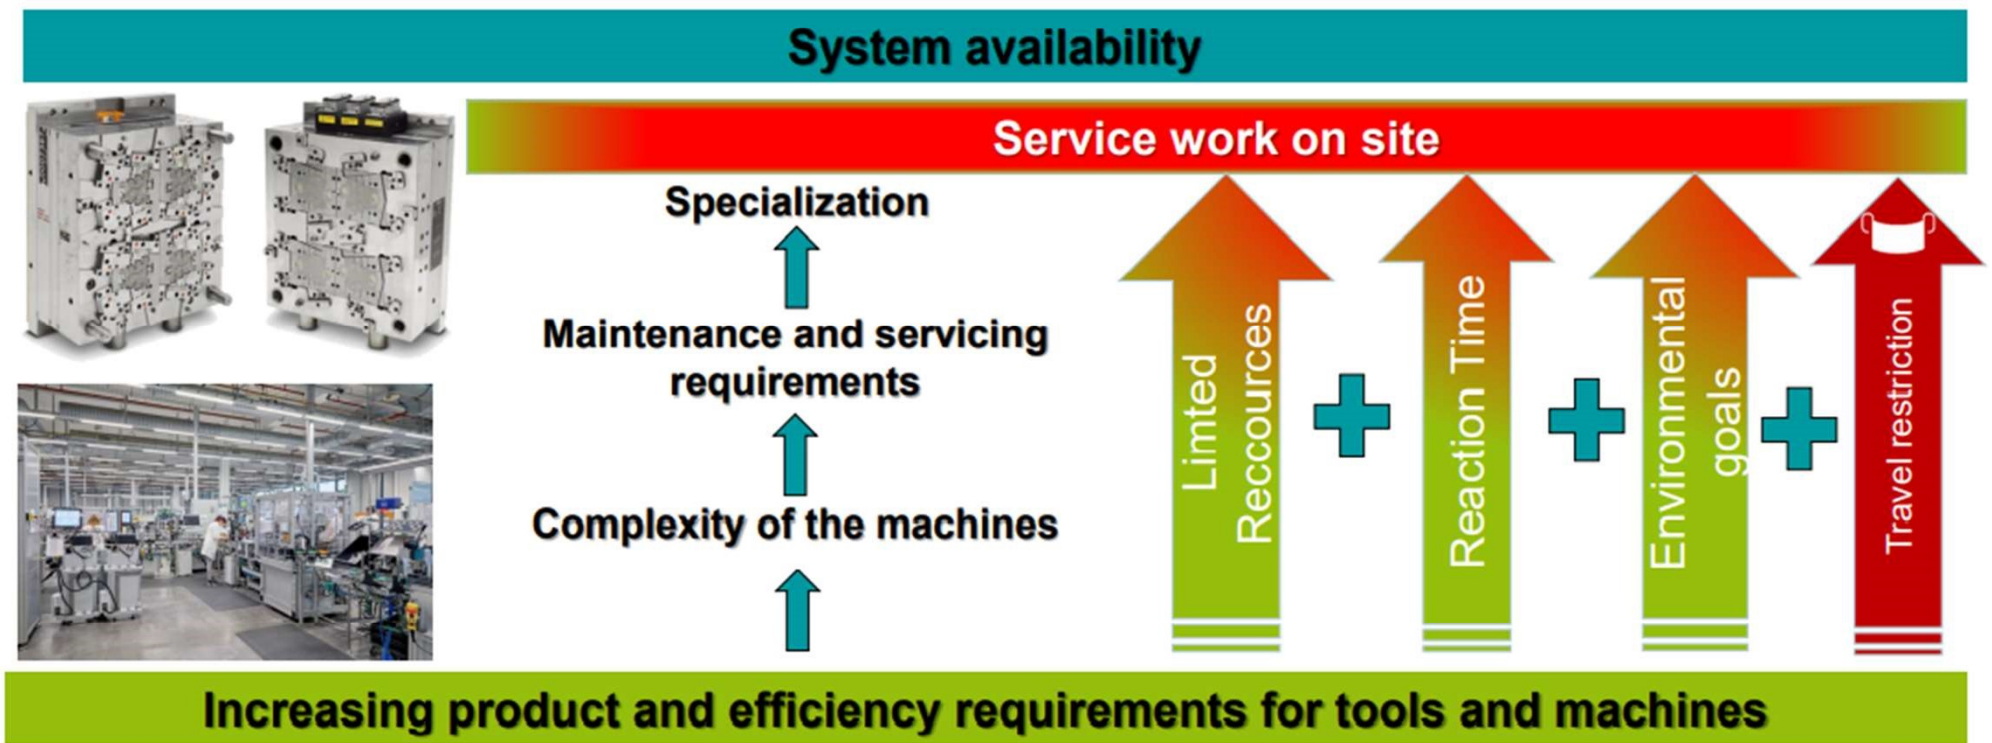 System availability
Service work on site
Specialization
Maintenance and servicing
requirements
Complexity of the machines
Limted
Reccources
Reaction Time
Environmental
goals
Travel restriction
Increasing product and efficiency requirements for tools and machines